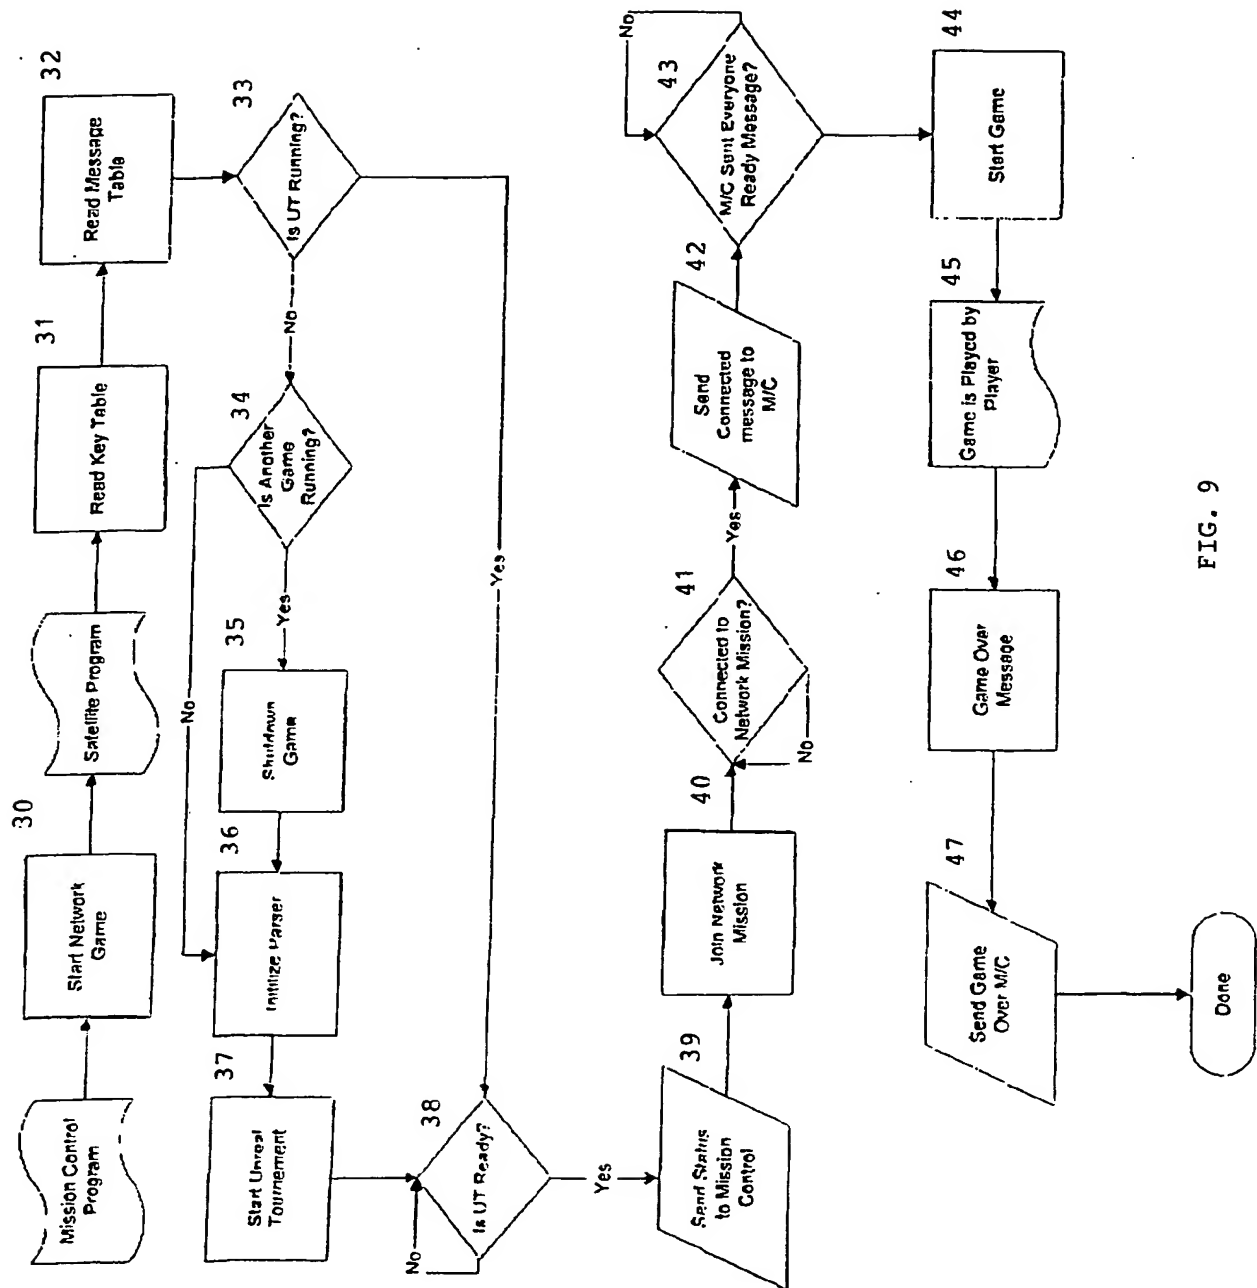 Mission Control
Program
30
Start Network
Game
Satellite Program
31
Read Key Table
32
Read Message
Table
33
Is UT Running?
No
Yes
34
Is Another
Game
Running?
No
Yes
35
Shutdown
Game
36
Initilize Parser
37
Start Unreal
Tournement
38
Is UT Ready?
No
Yes
39
Send Status
to Mission
Control
40
Join Network
Mission
41
Connected to
Network Mission?
No
Yes
42
Send
Connected
message to
M/C
43
M/C Sent Everyone
Ready Message?
No
44
Start Game
45
Game is Played by
Player
46
Game Over
Message
47
Send Game
Over M/C
Done
FIG. 9